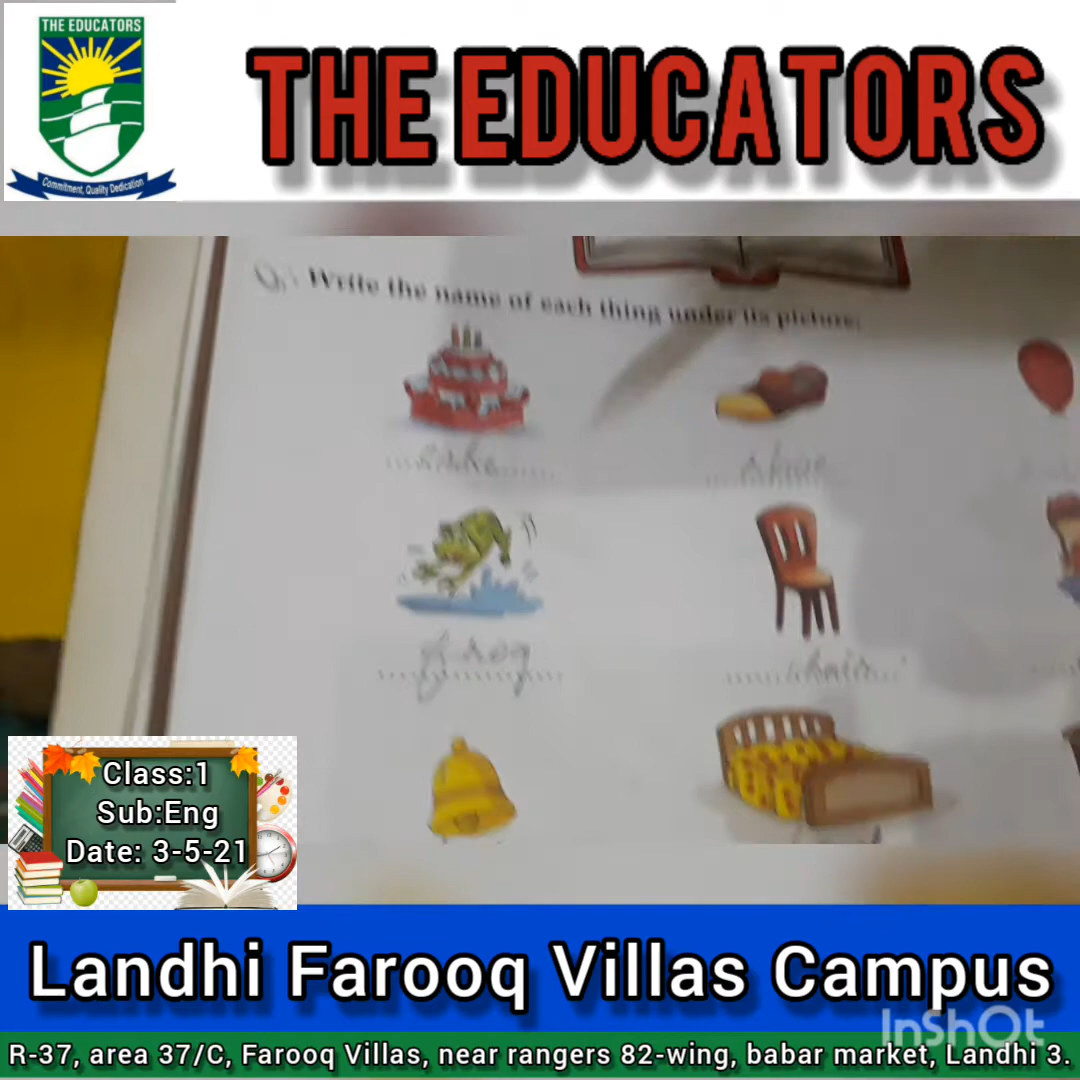 THE EDUCATORS
Commitment, Quality Dedication
THE EDUCATORS
Write the name of each thing under its picture.
cake
frog
chair
Class:1
Sub:Eng
Date: 3-5-21
Landhi Farooq Villas Campus
InShOt
R-37, area 37/C, Farooq Villas, near rangers 82-wing, babar market, Landhi 3.